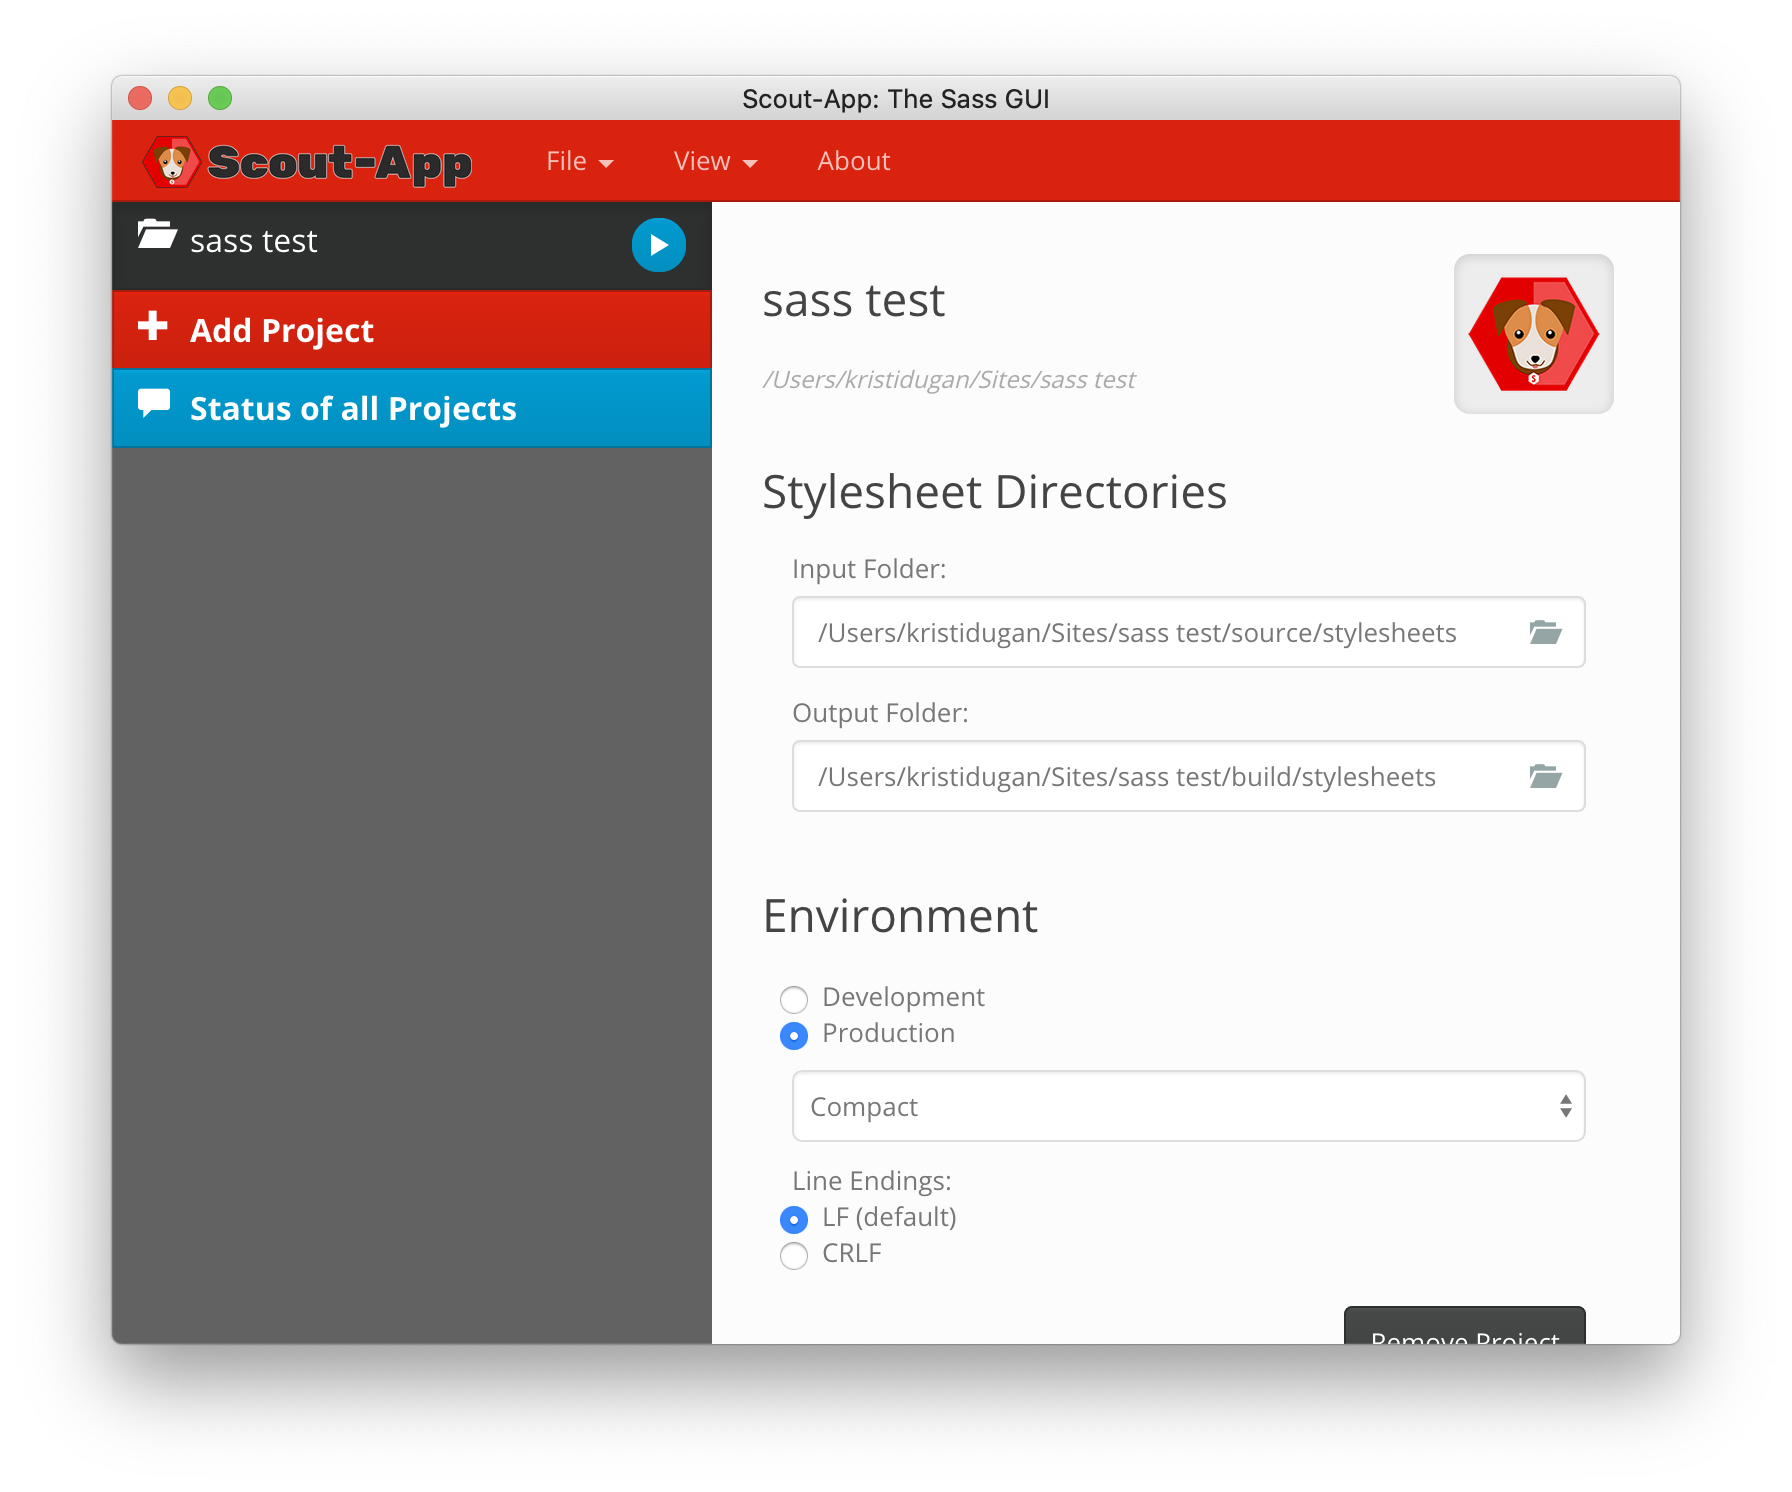 Scout-App: The Sass GUI
Scout-App File View About
sass test
Add Project
Status of all Projects
sass test
/Users/kristidugan/Sites/sass test
Stylesheet Directories
Input Folder:
/Users/kristidugan/Sites/sass test/source/stylesheets
Output Folder:
/Users/kristidugan/Sites/sass test/build/stylesheets
Environment
Development
Production
Compact
Line Endings:
LF (default)
CRLF
Remove Project